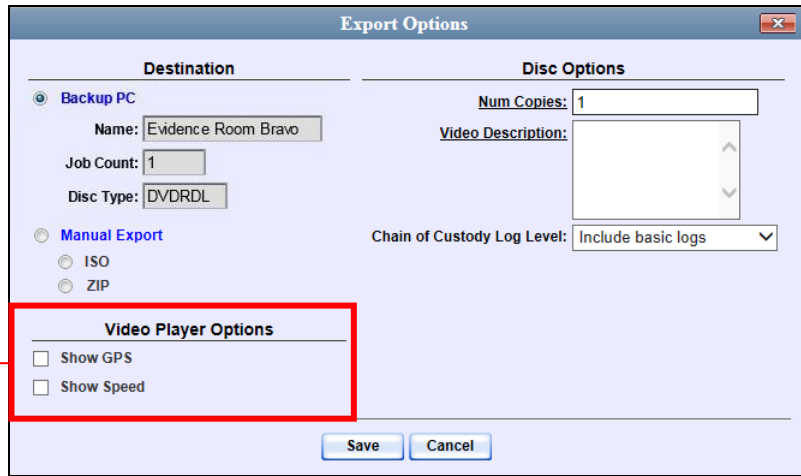 Export Options
Destination
Backup PC
Name: Evidence Room Bravo
Job Count: 1
Disc Type: DVDRDL
Manual Export
ISO
ZIP
Video Player Options
Show GPS
Show Speed
Disc Options
Num Copies: 1
Video Description:
Chain of Custody Log Level: Include basic logs
Save Cancel